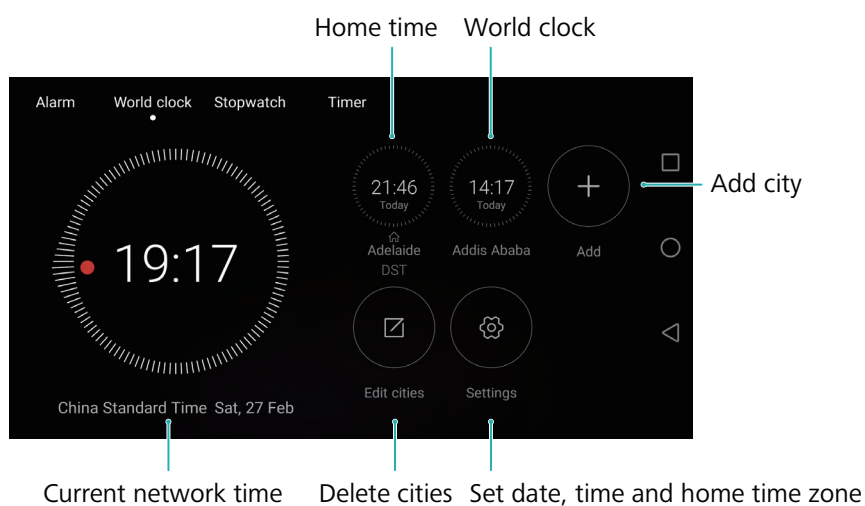 Home time World clock
Alarm World clock Stopwatch Timer
21:46 14:17
Today Today
Add city
19:17
Adelaide Addis Ababa Add
DST
Edit cities Settings
China Standard Time Sat, 27 Feb
Current network time Delete cities Set date, time and home time zone